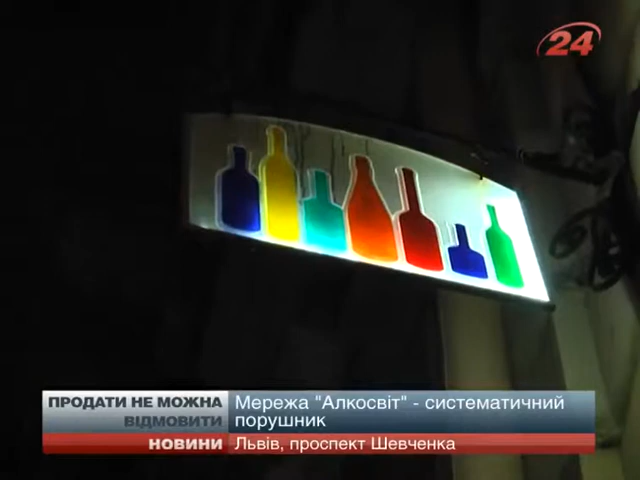 24
ПРОДАТИ НЕ МОЖНА
ВІДМОВИТИ
Мережа "Алкосвіт" - систематичний
порушник
НОВИНИ
Львів, проспект Шевченка